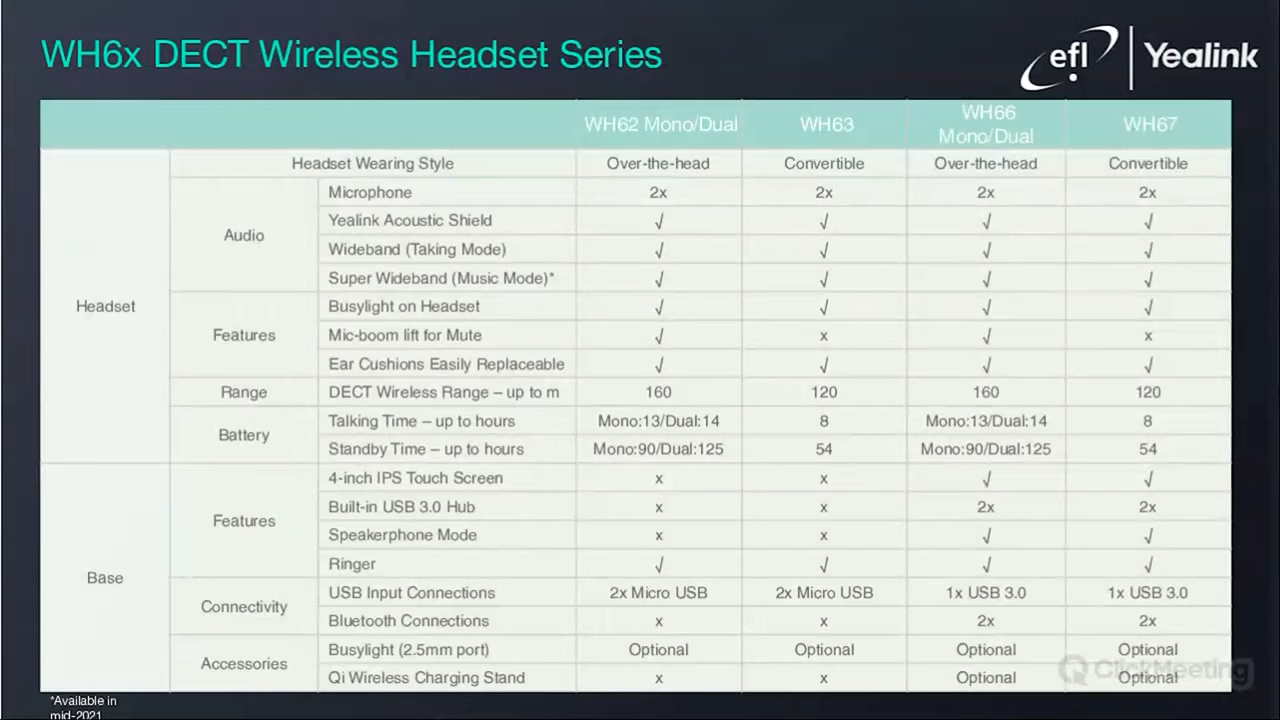 WH6x DECT Wireless Headset Series
efl
Yealink
WH62 Mono/Dual WH63 WH66 Mono/Dual WH67
Headset
Headset Wearing Style Over-the-head Convertible Over-the-head Convertible
Audio
Microphone 2x 2x 2x 2x
Yealink Acoustic Shield √ √ √ √
Wideband (Taking Mode) √ √ √ √
Super Wideband (Music Mode)* √ √ √ √
Features
Busylight on Headset √ √ √ √
Mic-boom lift for Mute √ x √ x
Ear Cushions Easily Replaceable √ √ √ √
Range
DECT Wireless Range – up to m 160 120 160 120
Battery
Talking Time – up to hours Mono:13/Dual:14 8 Mono:13/Dual:14 8
Standby Time – up to hours Mono:90/Dual:125 54 Mono:90/Dual:125 54
Base
Features
4-inch IPS Touch Screen x x √ √
Built-in USB 3.0 Hub x x 2x 2x
Speakerphone Mode x x √ √
Ringer √ √ √ √
Connectivity
USB Input Connections 2x Micro USB 2x Micro USB 1x USB 3.0 1x USB 3.0
Bluetooth Connections x x 2x 2x
Accessories
Busylight (2.5mm port) Optional Optional Optional Optional
Qi Wireless Charging Stand x x Optional Optional
ClickMeeting
*Available in
mid-2021